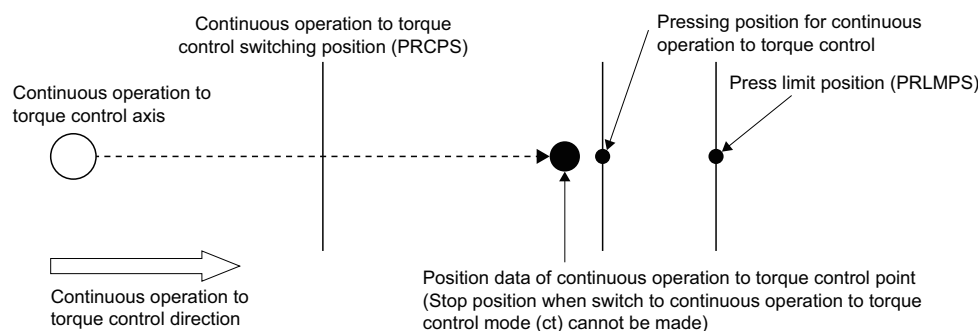 Continuous operation to torque
control switching position (PRCPS)
Pressing position for continuous
operation to torque control
Press limit position (PRLMPS)
Continuous operation to
torque control axis
Position data of continuous operation to torque control point
(Stop position when switch to continuous operation to torque
control mode (ct) cannot be made)
Continuous operation to
torque control direction